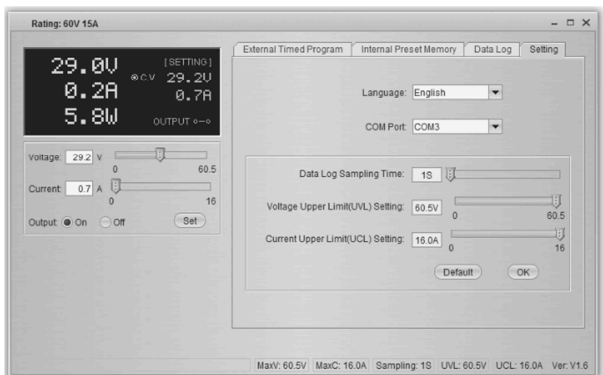 Rating: 60V 15A
29.0V
[SETTING]
C.V 29.2V
0.2A
0.7A
5.8W
OUTPUT
Voltage: 29.2 V
0 60.5
Current: 0.7 A
0 16
Output: On Off Set
External Timed Program Internal Preset Memory Data Log Setting
Language: English
COM Port: COM3
Data Log Sampling Time: 1S
Voltage Upper Limit(UVL) Setting: 60.5V
0 60.5
Current Upper Limit(UCL) Setting: 16.0A
0 16
Default OK
MaxV: 60.5V MaxC: 16.0A Sampling: 1S UVL: 60.5V UCL: 16.0A Ver: V1.6